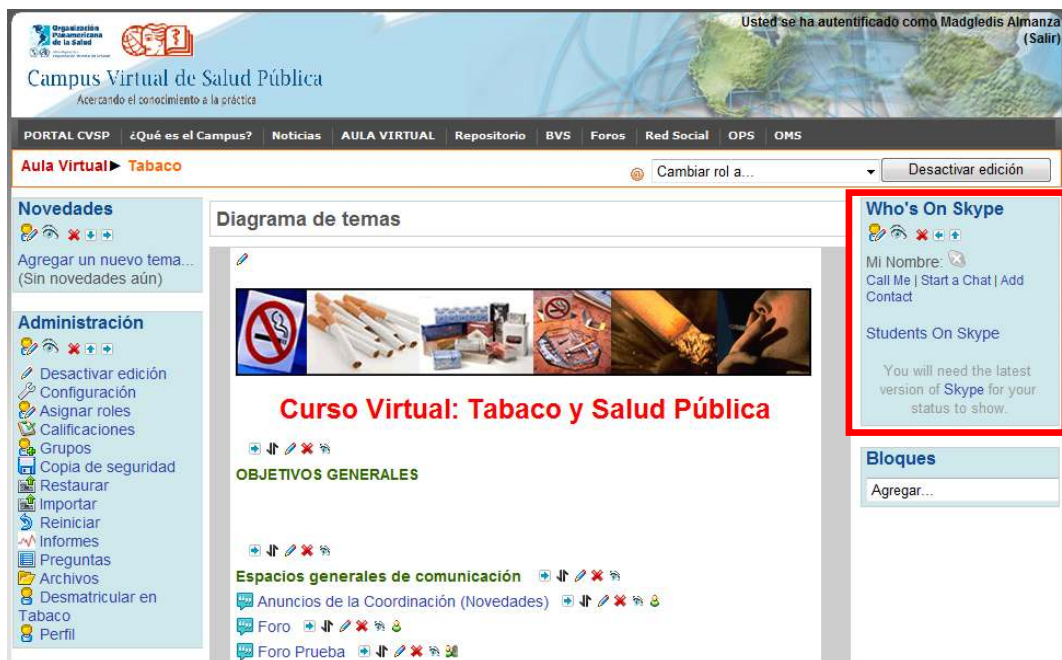 Organización
Panamericana
de la Salud
Campus Virtual de Salud Pública
Acercando el conocimiento a la práctica
Usted se ha autentificado como Madgledis Almanza
(Salir)
PORTAL CVSP | ¿Qué es el Campus? | Noticias | AULA VIRTUAL | Repositorio | BVS | Foros | Red Social | OPS | OMS
Aula Virtual► Tabaco
Cambiar rol a...
Desactivar edición
Novedades
Agregar un nuevo tema...
(Sin novedades aún)
Administración
Desactivar edición
Configuración
Asignar roles
Calificaciones
Grupos
Copia de seguridad
Restaurar
Importar
Reiniciar
Informes
Preguntas
Archivos
Desmatricular en
Tabaco
Perfil
Diagrama de temas
Curso Virtual: Tabaco y Salud Pública
OBJETIVOS GENERALES
Espacios generales de comunicación
Anuncios de la Coordinación (Novedades)
Foro
Foro Prueba
Who's On Skype
Mi Nombre:
Call Me | Start a Chat | Add
Contact
Students On Skype
You will need the latest
version of Skype for your
status to show.
Bloques
Agregar...